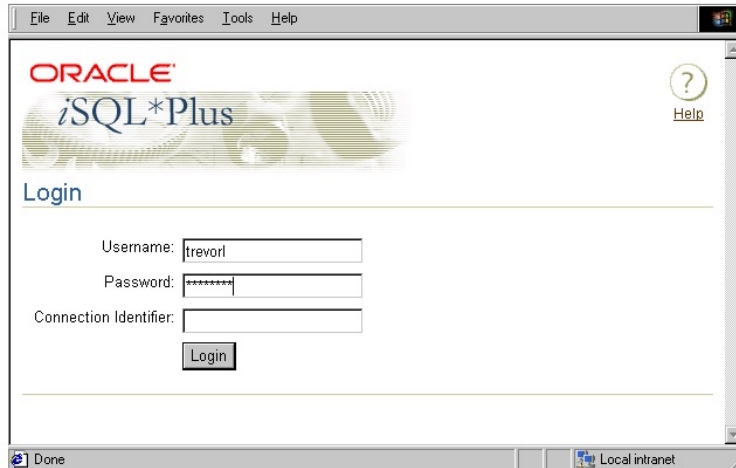 File Edit View Favorites Tools Help
ORACLE
iSQL*Plus
?
Help
Login
Username: trevorl
Password: ********
Connection Identifier:
Login
Done
Local intranet